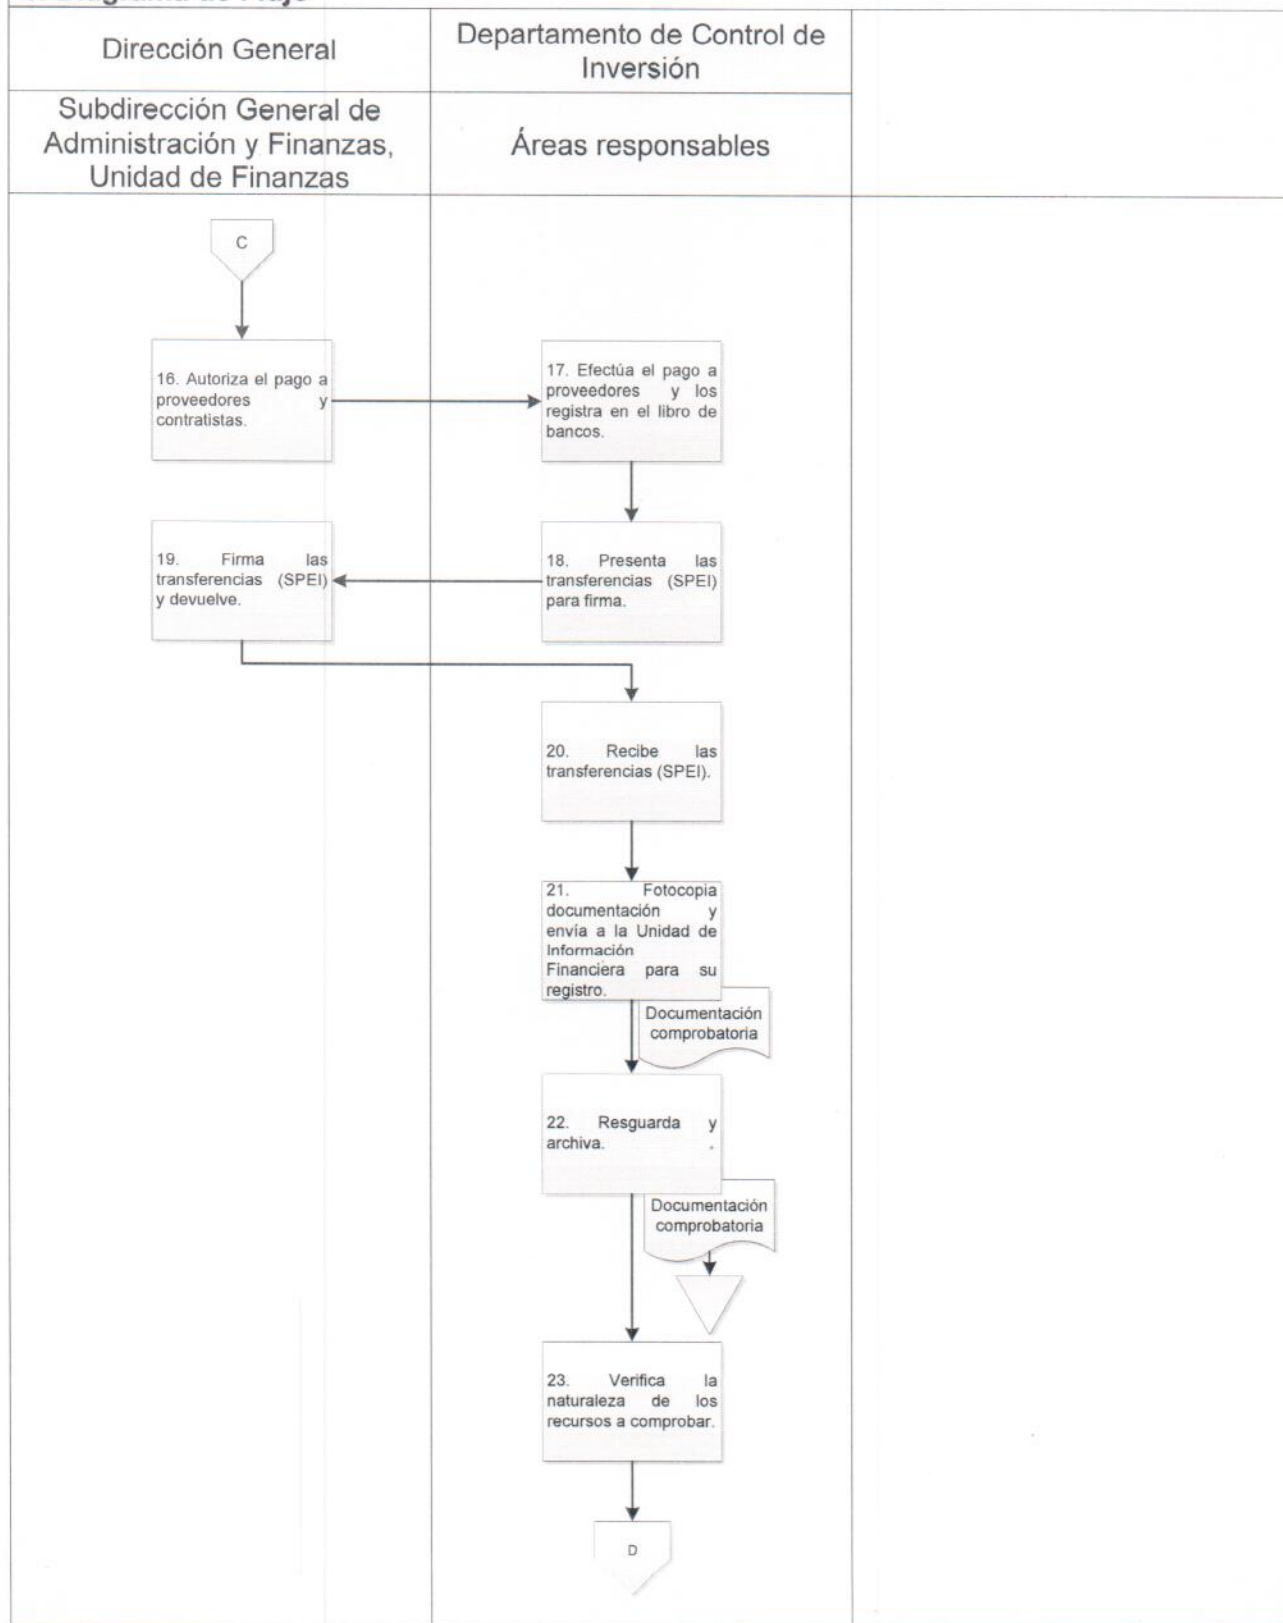 Dirección General
Departamento de Control de
Inversión
Subdirección General de
Administración y Finanzas,
Unidad de Finanzas
Áreas responsables
C
16. Autoriza el pago a
proveedores y
contratistas.
17. Efectúa el pago a
proveedores y los
registra en el libro de
bancos.
18. Presenta las
transferencias (SPEI)
para firma.
19. Firma las
transferencias (SPEI)
y devuelve.
20. Recibe las
transferencias (SPEI).
21. Fotocopia
documentación y
envía a la Unidad de
Información
Financiera para su
registro.
Documentación
comprobatoria
22. Resguarda y
archiva. .
Documentación
comprobatoria
23. Verifica la
naturaleza de los
recursos a comprobar.
D